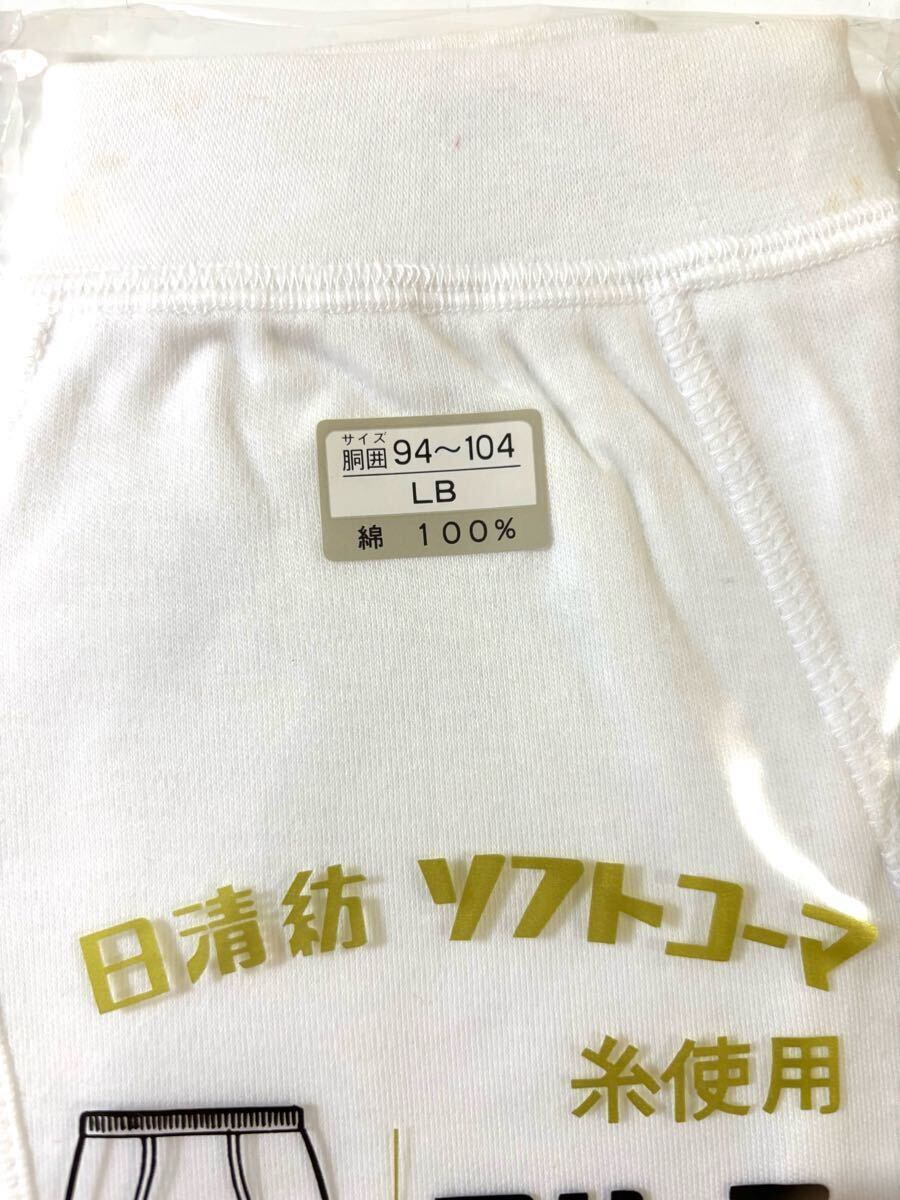 サイズ
胴囲 94～104
LB
綿 100%
日清紡 ソフトコーマ
糸使用